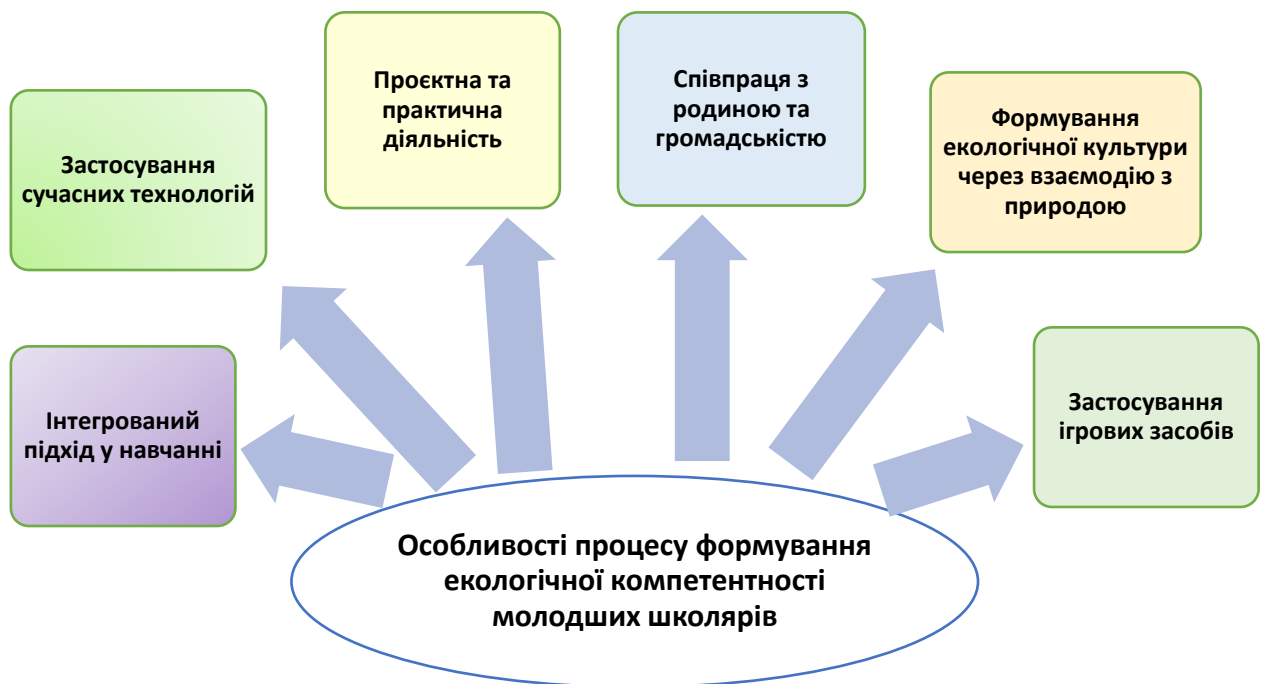 Проєктна та
практична
діяльність
Співпраця з
родиною та
громадськістю
Формування
екологічної культури
через взаємодію з
природою
Застосування
сучасних технологій
Інтегрований
підхід у навчанні
Застосування
ігрових засобів
Особливості процесу формування
екологічної компетентності
молодших школярів